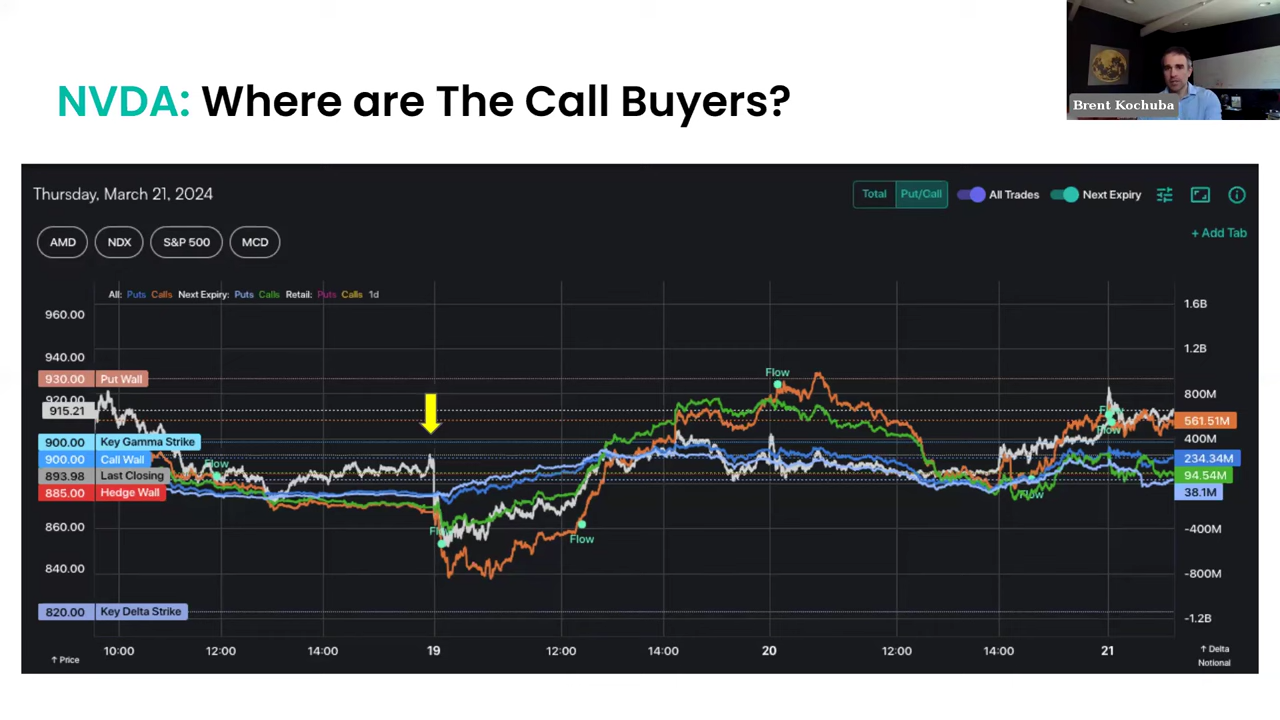 Brent Kochuba
NVDA: Where are The Call Buyers?
Thursday, March 21, 2024
Total Put/Call All Trades Next Expiry
+ Add Tab
AMD NDX S&P 500 MCD
All: Puts Calls Next Expiry: Puts Calls Retail: Puts Calls 1d
960.00
940.00
930.00 Put Wall
920.00
915.21
900.00 Key Gamma Strike
900.00 Call Wall
893.98 Last Closing
885.00 Hedge Wall
860.00
840.00
820.00 Key Delta Strike
Flow
Flow
Flow
Flow
Flow
Flow
1.6B
1.2B
800M
561.51M
400M
234.34M
94.54M
38.1M
-400M
-800M
-1.2B
10:00 12:00 14:00 19 12:00 14:00 20 12:00 14:00 21
↑ Price
↑ Delta
Notional